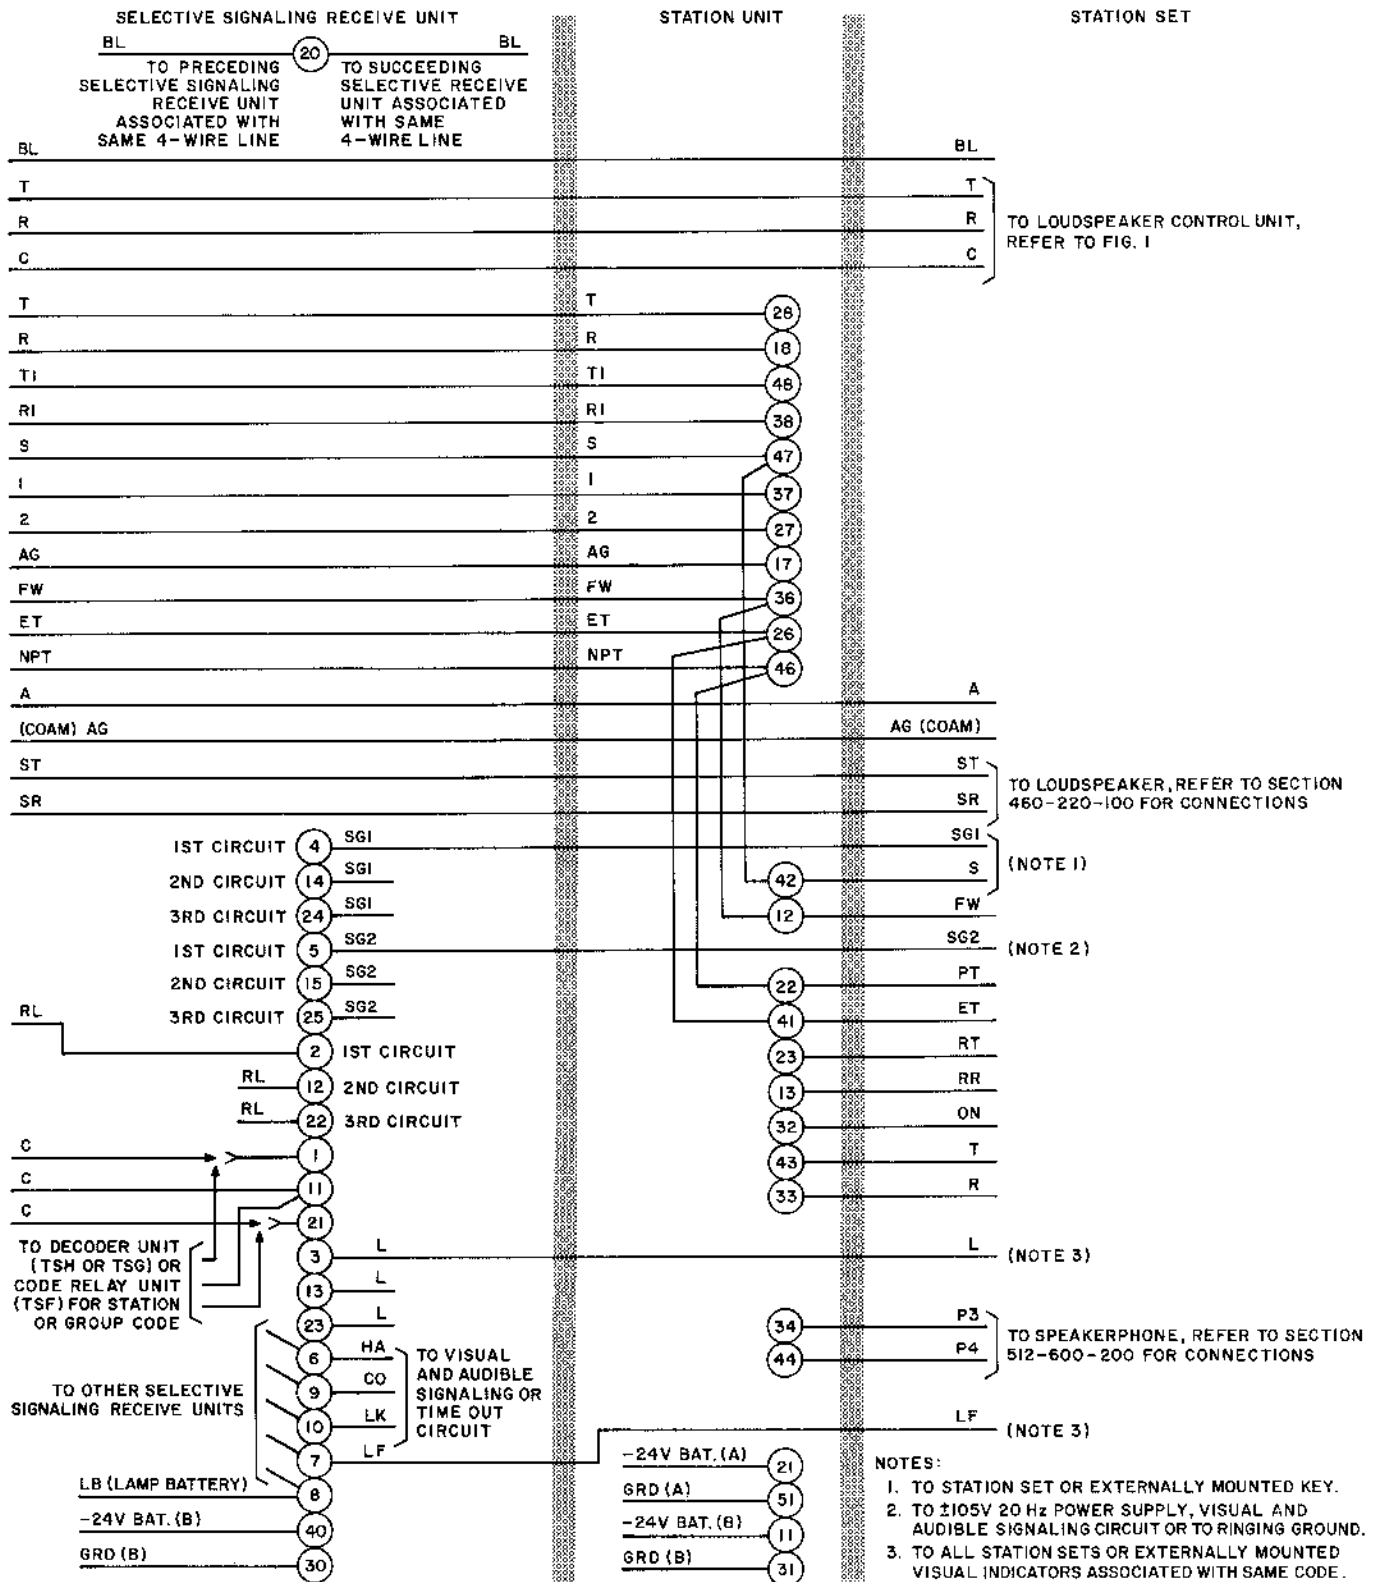 SELECTIVE SIGNALING RECEIVE UNIT
STATION UNIT
STATION SET
BL 20 BL
TO PRECEDING
SELECTIVE SIGNALING
RECEIVE UNIT
ASSOCIATED WITH
SAME 4-WIRE LINE
TO SUCCEEDING
SELECTIVE RECEIVE
UNIT ASSOCIATED
WITH SAME
4-WIRE LINE
BL BL
T T
R R
C C
TO LOUDSPEAKER CONTROL UNIT,
REFER TO FIG. 1
T T 28
R R 18
T1 T1 48
R1 R1 38
S S 47
1 1 37
2 2 27
AG AG 17
FW FW 36
ET ET 26
NPT NPT 46
A A
(COAM) AG AG (COAM)
ST ST
SR SR
TO LOUDSPEAKER, REFER TO SECTION
460-220-100 FOR CONNECTIONS
1ST CIRCUIT 4 SG1 SG1
(NOTE 1)
2ND CIRCUIT 14 SG1 42 S
3RD CIRCUIT 24 SG1 12 FW
1ST CIRCUIT 5 SG2 SG2 (NOTE 2)
2ND CIRCUIT 15 SG2 22 PT
3RD CIRCUIT 25 SG2 41 ET
RL 2 1ST CIRCUIT 23 RT
RL 12 2ND CIRCUIT 13 RR
RL 22 3RD CIRCUIT 32 ON
C 1 43 T
C 11 33 R
C 21
TO DECODER UNIT
(TSH OR TSG) OR
CODE RELAY UNIT
(TSF) FOR STATION
OR GROUP CODE
3 L L (NOTE 3)
13 L
23 L 34 P3
6 HA 44 P4
TO SPEAKERPHONE, REFER TO SECTION
512-600-200 FOR CONNECTIONS
9 CO
10 LK
7 LF LF (NOTE 3)
TO VISUAL
AND AUDIBLE
SIGNALING OR
TIME OUT
CIRCUIT
TO OTHER SELECTIVE
SIGNALING RECEIVE UNITS
LB (LAMP BATTERY) 8
-24V BAT. (B) 40
GRD (B) 30
-24V BAT. (A) 21
GRD (A) 51
-24V BAT. (B) 11
GRD (B) 31
NOTES:
1. TO STATION SET OR EXTERNALLY MOUNTED KEY.
2. TO ±105V 20 Hz POWER SUPPLY, VISUAL AND
AUDIBLE SIGNALING CIRCUIT OR TO RINGING GROUND.
3. TO ALL STATION SETS OR EXTERNALLY MOUNTED
VISUAL INDICATORS ASSOCIATED WITH SAME CODE.